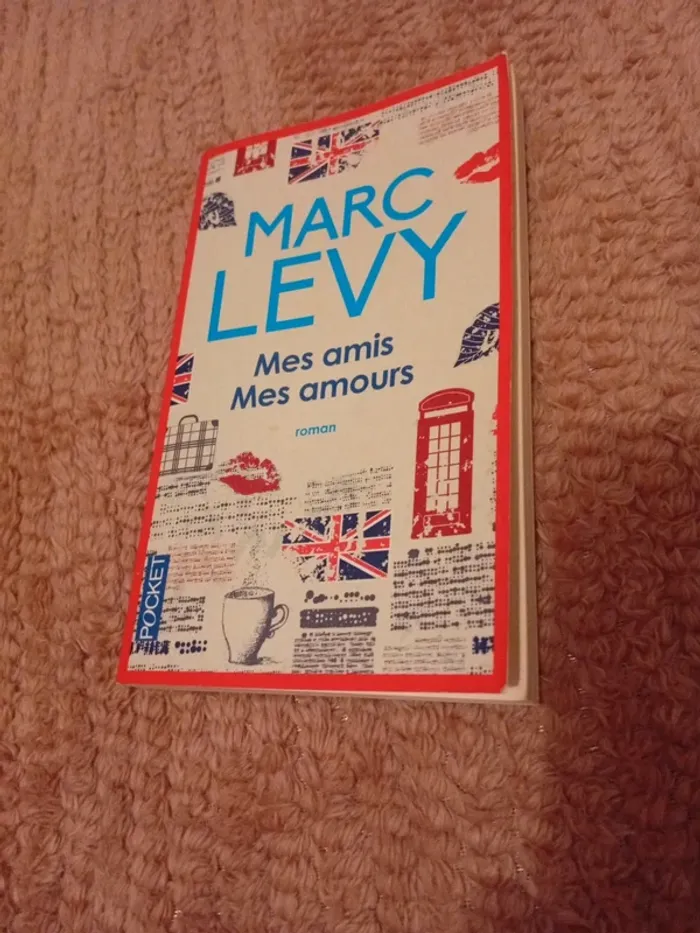 MARC
LEVY
Mes amis
Mes amours
roman
POCKET